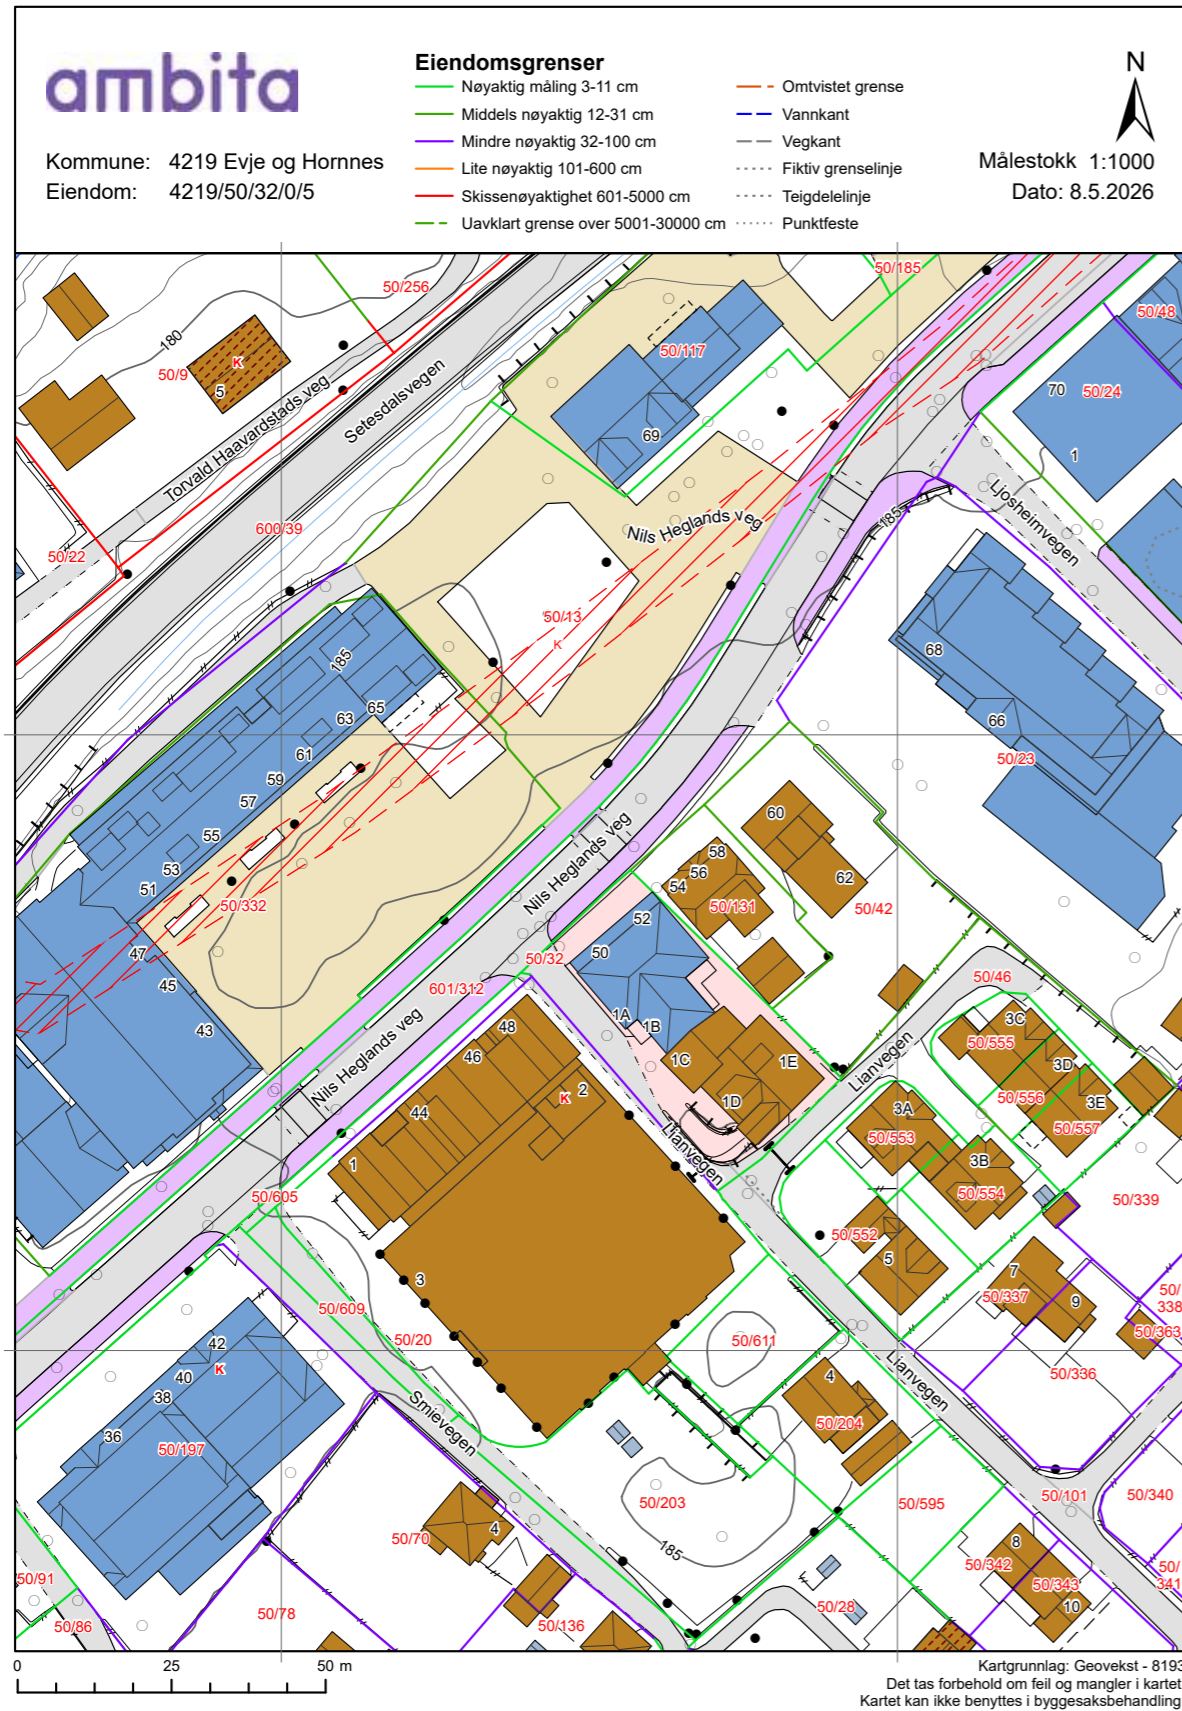 ambita
Kommune: 4219 Evje og Hornnes
Eiendom: 4219/50/32/0/5
Eiendomsgrenser
Nøyaktig måling 3-11 cm
Middels nøyaktig 12-31 cm
Mindre nøyaktig 32-100 cm
Lite nøyaktig 101-600 cm
Skissenøyaktighet 601-5000 cm
Uavklart grense over 5001-30000 cm
Omtvistet grense
Vannkant
Vegkant
Fiktiv grenselinje
Teigdelelinje
Punktfeste
N
Målestokk 1:1000
Dato: 8.5.2026
50/185
50/256
50/48
180
50/117
K
50/9
5
70
50/24
Setesdalsvegen
Torvald Haavardstads veg
69
1
Ljosheimvegen
600/39
Nils Heglands veg
185
50/22
50/13
K
68
185
65
63
66
61
50/23
59
57
60
55
Nils Heglands veg
58
53
56
62
51
54
50/131
50/332
50/42
52
47
50
50/32
45
50/46
601/312
43
1A
1B
48
3C
Nils Heglands veg
50/555
46
1C
1E
Lianvegen
3D
2
K
50/556
44
1D
3A
3E
50/553
50/557
Lianvegen
1
3B
50/605
50/554
50/339
50/552
5
3
7
50/337
9
50/609
50/
338
50/20
50/611
50/363
42
K
Lianvegen
50/336
40
4
38
Smievegen
50/204
36
50/197
50/101
50/340
50/203
50/595
4
50/70
185
8
50/342
50/
341
50/91
50/343
50/78
50/28
10
50/86
50/136
0 25 50 m
Kartgrunnlag: Geovekst - 8193
Det tas forbehold om feil og mangler i kartet
Kartet kan ikke benyttes i byggesaksbehandling